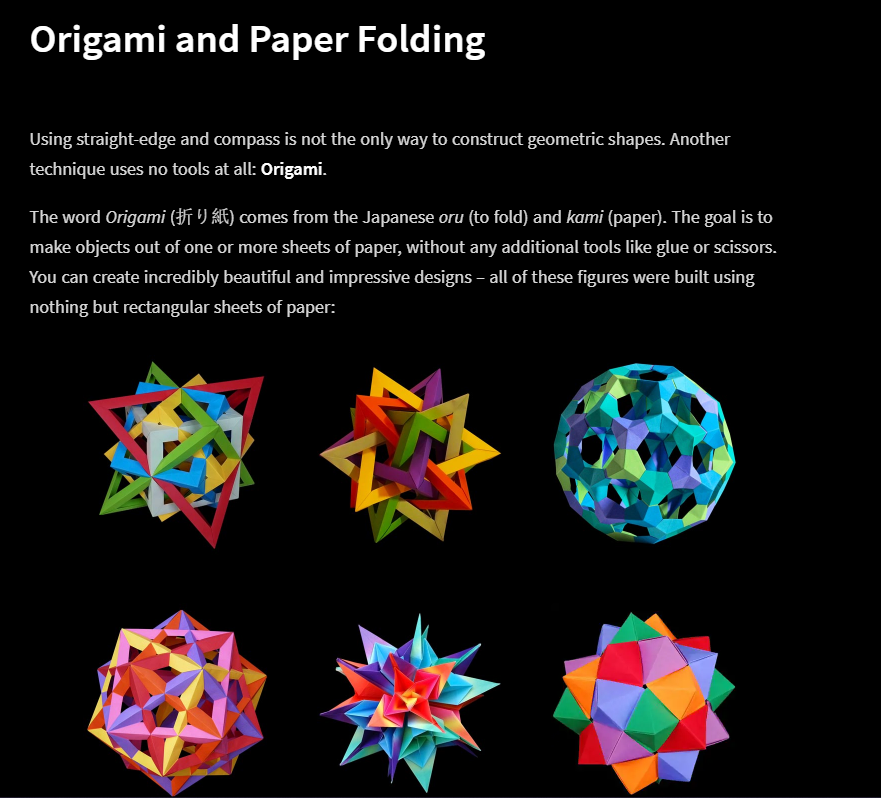 Origami and Paper Folding
Using straight-edge and compass is not the only way to construct geometric shapes. Another
technique uses no tools at all: Origami.
The word Origami (折り紙) comes from the Japanese oru (to fold) and kami (paper). The goal is to
make objects out of one or more sheets of paper, without any additional tools like glue or scissors.
You can create incredibly beautiful and impressive designs – all of these figures were built using
nothing but rectangular sheets of paper: